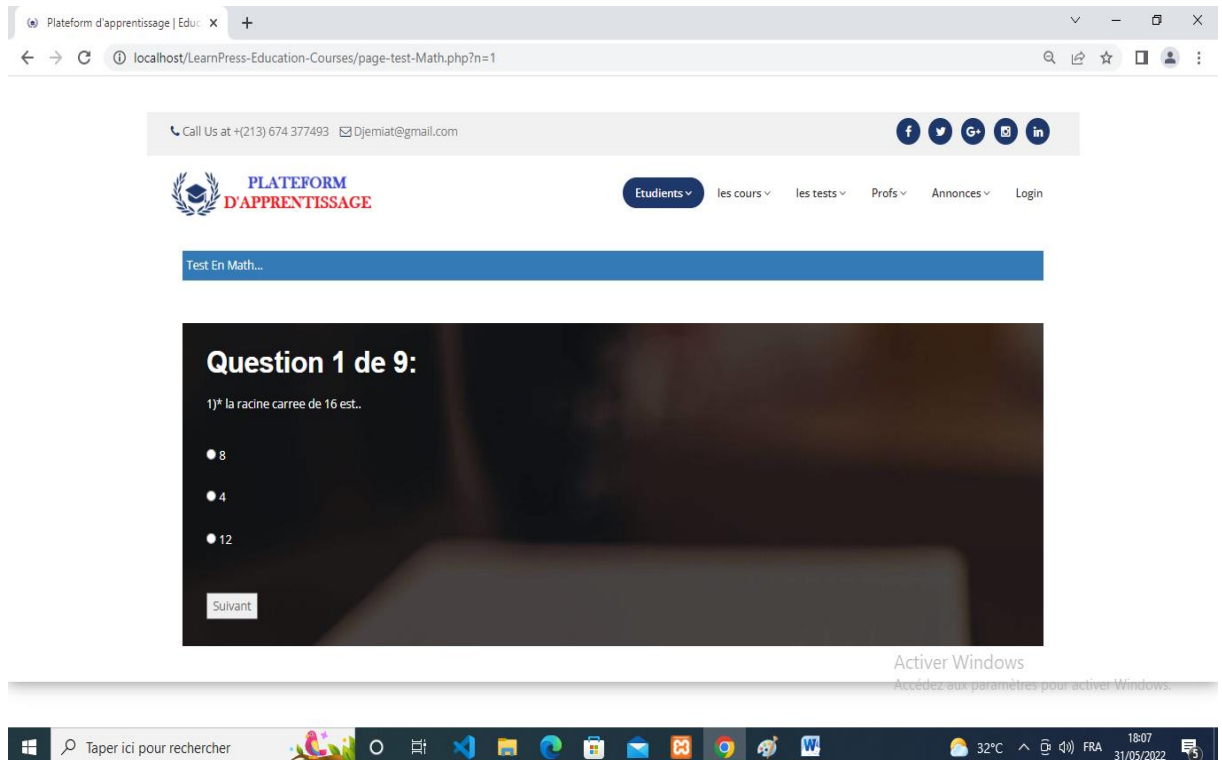 Plateform d'apprentissage | Educ
localhost/LearnPress-Education-Courses/page-test-Math.php?n=1
Call Us at +(213) 674 377493 Djemiat@gmail.com
PLATEFORM
D'APPRENTISSAGE
Etudients les cours les tests Profs Annonces Login
Test En Math...
Question 1 de 9:
1)* la racine carree de 16 est..
8
4
12
Suivant
Activer Windows
Accédez aux paramètres pour activer Windows.
Taper ici pour rechercher
32°C FRA 18:07
31/05/2022
5